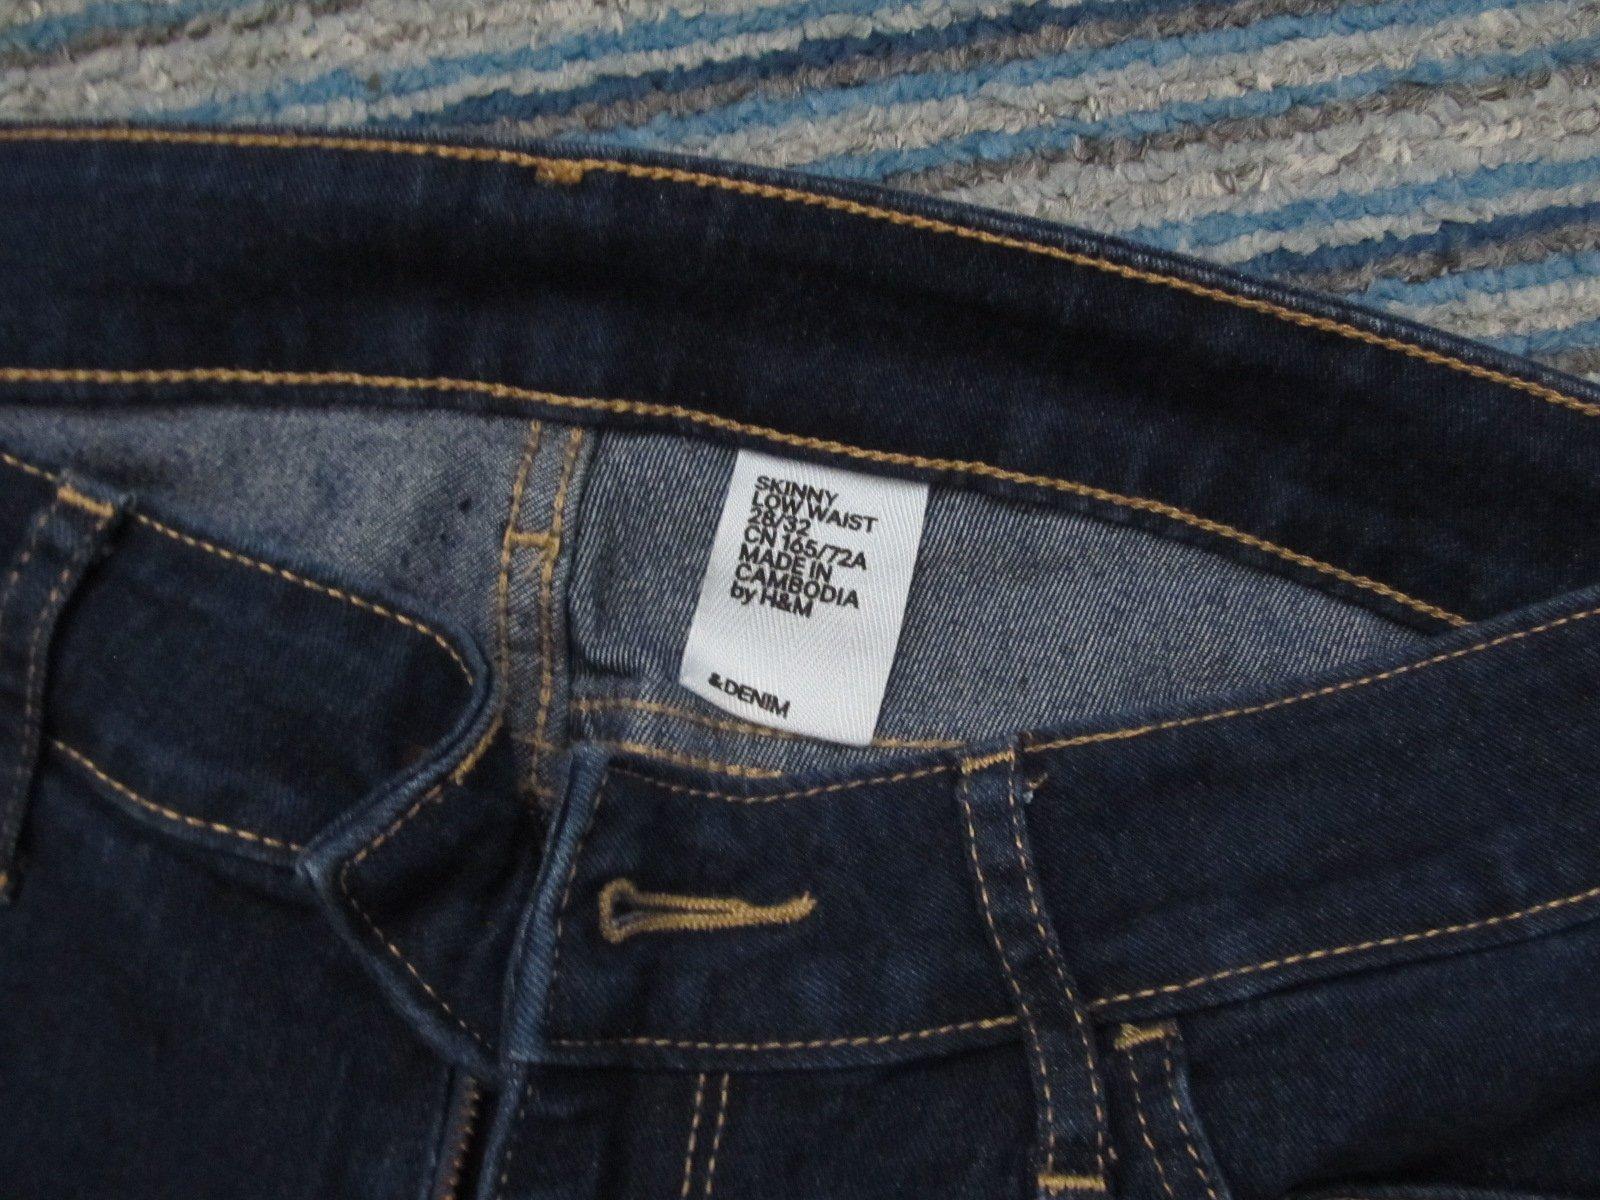 SKINNY
LOW WAIST
28/32
CN 165/72A
MADE IN
CAMBODIA
by H&M
& DENIM